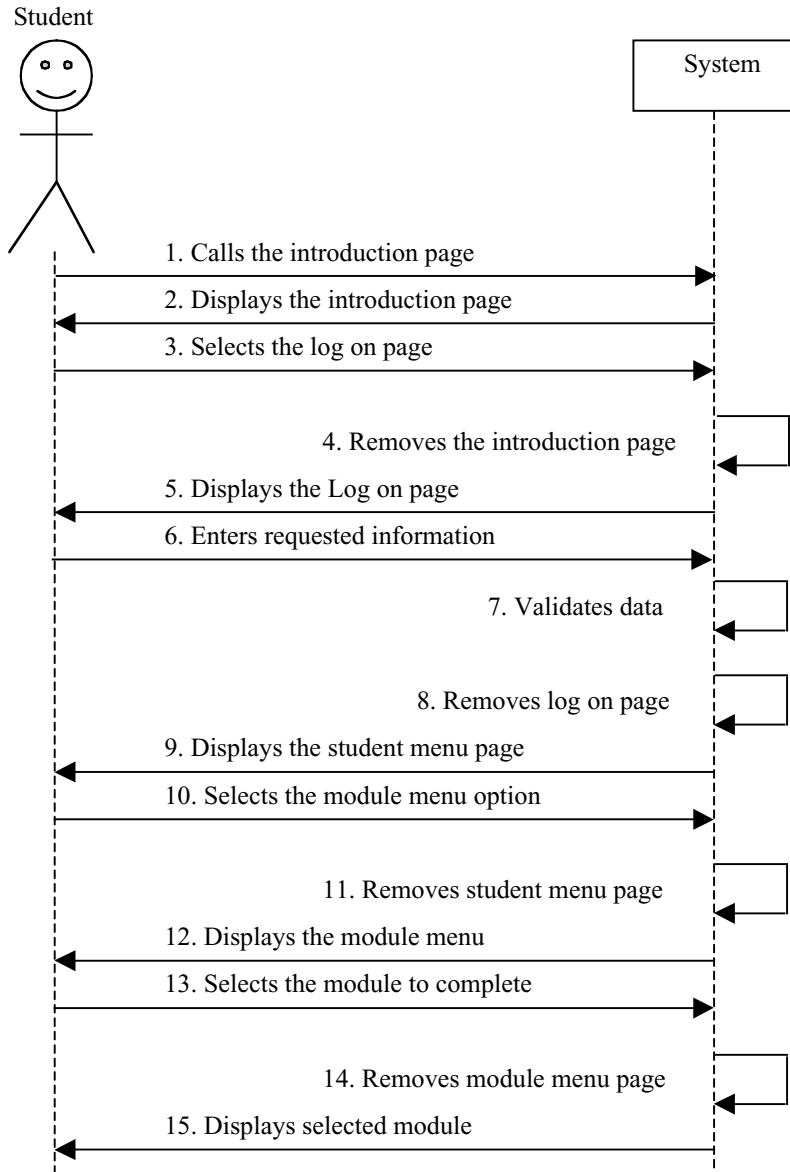 Student
System
1. Calls the introduction page
2. Displays the introduction page
3. Selects the log on page
4. Removes the introduction page
5. Displays the Log on page
6. Enters requested information
7. Validates data
8. Removes log on page
9. Displays the student menu page
10. Selects the module menu option
11. Removes student menu page
12. Displays the module menu
13. Selects the module to complete
14. Removes module menu page
15. Displays selected module